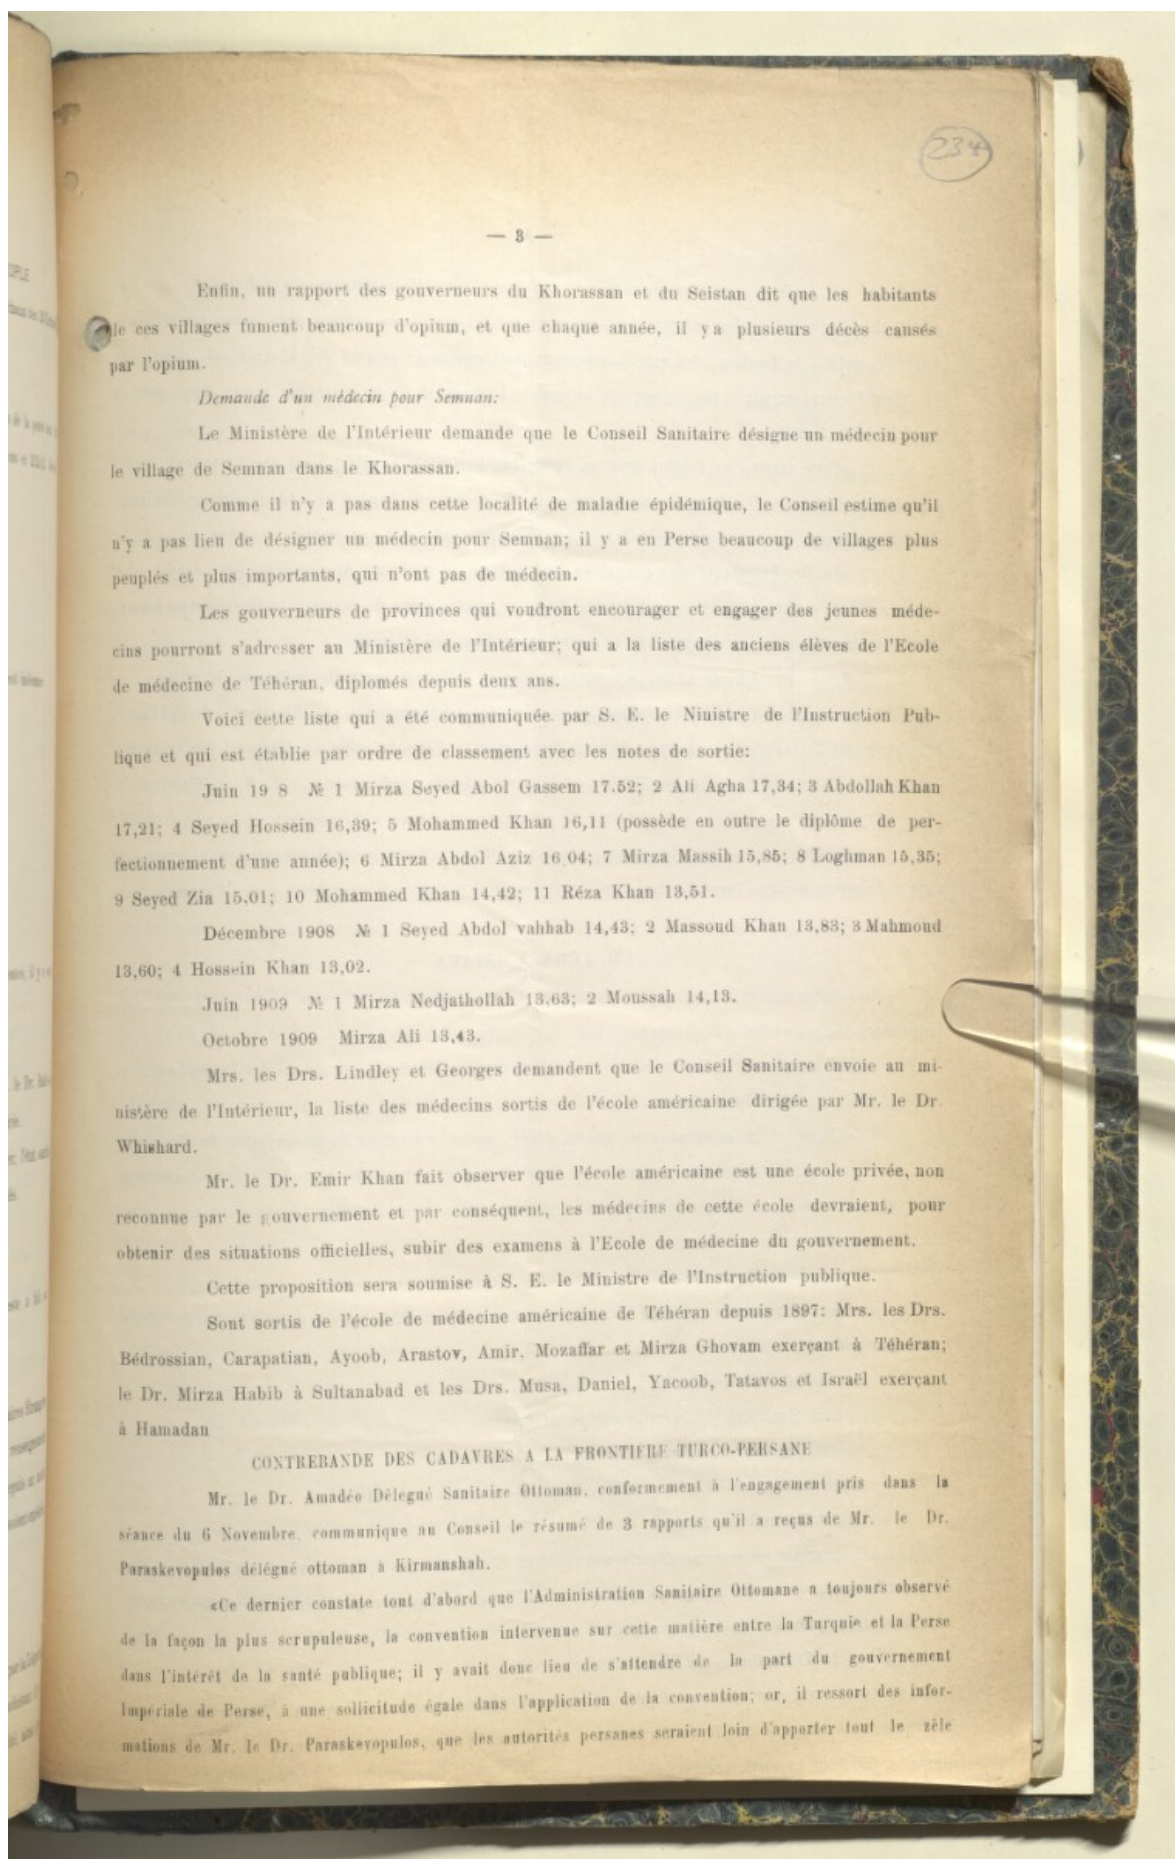 234
— 3 —
Enfin, un rapport des gouverneurs du Khorassan et du Seistan dit que les habitants
de ces villages fument beaucoup d'opium, et que chaque année, il y a plusieurs décès causés
par l'opium.
Demande d'un médecin pour Semnan:
Le Ministère de l'Intérieur demande que le Conseil Sanitaire désigne un médecin pour
le village de Semnan dans le Khorassan.
Comme il n'y a pas dans cette localité de maladie épidémique, le Conseil estime qu'il
n'y a pas lieu de désigner un médecin pour Semnan; il y a en Perse beaucoup de villages plus
peuplés et plus importants, qui n'ont pas de médecin.
Les gouverneurs de provinces qui voudront encourager et engager des jeunes méde-
cins pourront s'adresser au Ministère de l'Intérieur; qui a la liste des anciens élèves de l'Ecole
de médecine de Téhéran, diplomés depuis deux ans.
Voici cette liste qui a été communiquée par S. E. le Ninistre de l'Instruction Pub-
lique et qui est établie par ordre de classement avec les notes de sortie:
Juin 19 8 № 1 Mirza Seyed Abol Gassem 17.52; 2 Ali Agha 17,34; 3 Abdollah Khan
17,21; 4 Seyed Hossein 16,39; 5 Mohammed Khan 16,11 (possède en outre le diplôme de per-
fectionnement d'une année); 6 Mirza Abdol Aziz 16,04; 7 Mirza Massih 15,85; 8 Loghman 15,35;
9 Seyed Zia 15.01; 10 Mohammed Khan 14,42; 11 Réza Khan 13,51.
Décembre 1908 № 1 Seyed Abdol vahhab 14,43; 2 Massoud Khan 13,83; 3 Mahmoud
13,60; 4 Hossein Khan 13,02.
Juin 1909 № 1 Mirza Nedjathollah 13.63; 2 Moussah 14,13.
Octobre 1909 Mirza Ali 13,43.
Mrs. les Drs. Lindley et Georges demandent que le Conseil Sanitaire envoie au mi-
nistère de l'Intérieur, la liste des médecins sortis de l'école américaine dirigée par Mr. le Dr.
Whishard.
Mr. le Dr. Emir Khan fait observer que l'école américaine est une école privée, non
reconnue par le gouvernement et par conséquent, les médecins de cette école devraient, pour
obtenir des situations officielles, subir des examens à l'Ecole de médecine du gouvernement.
Cette proposition sera soumise à S. E. le Ministre de l'Instruction publique.
Sont sortis de l'école de médecine américaine de Téhéran depuis 1897: Mrs. les Drs.
Bédrossian, Carapatian, Ayoob, Arastov, Amir, Mozaffar et Mirza Ghovam exerçant à Téhéran;
le Dr. Mirza Habib à Sultanabad et les Drs. Musa, Daniel, Yacoob, Tatavos et Israël exerçant
à Hamadan
CONTREBANDE DES CADAVRES A LA FRONTIERE TURCO-PERSANE
Mr. le Dr. Amadéo Délegué Sanitaire Ottoman, conformement à l'engagement pris dans la
séance du 6 Novembre, communique au Conseil le résumé de 3 rapports qu'il a reçus de Mr. le Dr.
Paraskevopulos délégué ottoman à Kirmanshah.
«Ce dernier constate tout d'abord que l'Administration Sanitaire Ottomane a toujours observé
de la façon la plus scrupuleuse, la convention intervenue sur cette matière entre la Turquie et la Perse
dans l'intérêt de la santé publique; il y avait donc lieu de s'attendre de la part du gouvernement
Impériale de Perse, à une sollicitude égale dans l'application de la convention; or, il ressort des infor-
mations de Mr. le Dr. Paraskevopulos, que les autorités persanes seraient loin d'apporter tout le zèle